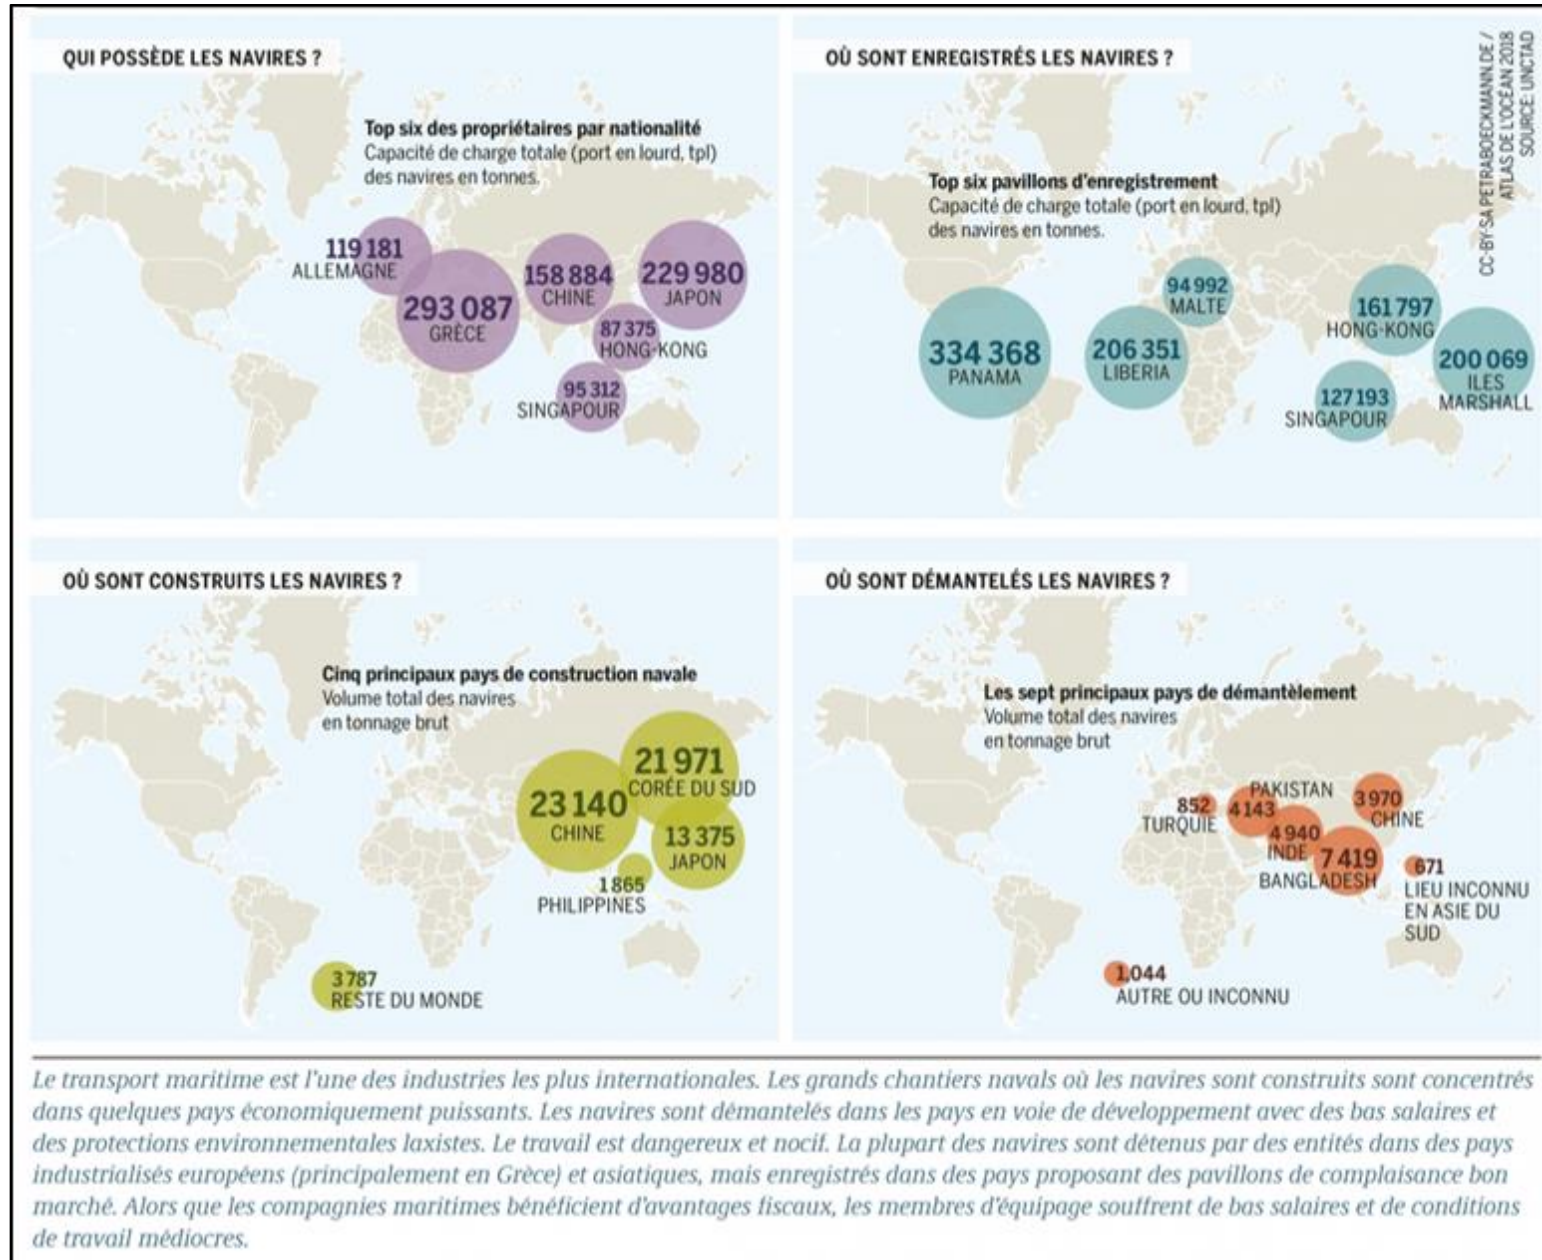 QUI POSSÈDE LES NAVIRES ?
Top six des propriétaires par nationalité
Capacité de charge totale (port en lourd, tpl)
des navires en tonnes.
119 181
ALLEMAGNE
293 087
GRÈCE
158 884
CHINE
229 980
JAPON
87 375
HONG-KONG
95 312
SINGAPOUR
OÙ SONT ENREGISTRÉS LES NAVIRES ?
CC-BY-SA PETRABOECKMANN.DE /
ATLAS DE L'OCÉAN 2018
SOURCE: UNCTAD
Top six pavillons d'enregistrement
Capacité de charge totale (port en lourd, tpl)
des navires en tonnes.
334 368
PANAMA
206 351
LIBERIA
94 992
MALTE
161 797
HONG-KONG
127 193
SINGAPOUR
200 069
ILES
MARSHALL
OÙ SONT CONSTRUITS LES NAVIRES ?
Cinq principaux pays de construction navale
Volume total des navires
en tonnage brut
21 971
CORÉE DU SUD
23 140
CHINE
13 375
JAPON
1 865
PHILIPPINES
3 787
RESTE DU MONDE
OÙ SONT DÉMANTELÉS LES NAVIRES ?
Les sept principaux pays de démantèlement
Volume total des navires
en tonnage brut
852
TURQUIE
PAKISTAN
4 143
4 940
INDE
7 419
BANGLADESH
3 970
CHINE
671
LIEU INCONNU
EN ASIE DU
SUD
1,044
AUTRE OU INCONNU
Le transport maritime est l'une des industries les plus internationales. Les grands chantiers navals où les navires sont construits sont concentrés
dans quelques pays économiquement puissants. Les navires sont démantelés dans les pays en voie de développement avec des bas salaires et
des protections environnementales laxistes. Le travail est dangereux et nocif. La plupart des navires sont détenus par des entités dans des pays
industrialisés européens (principalement en Grèce) et asiatiques, mais enregistrés dans des pays proposant des pavillons de complaisance bon
marché. Alors que les compagnies maritimes bénéficient d'avantages fiscaux, les membres d'équipage souffrent de bas salaires et de conditions
de travail médiocres.